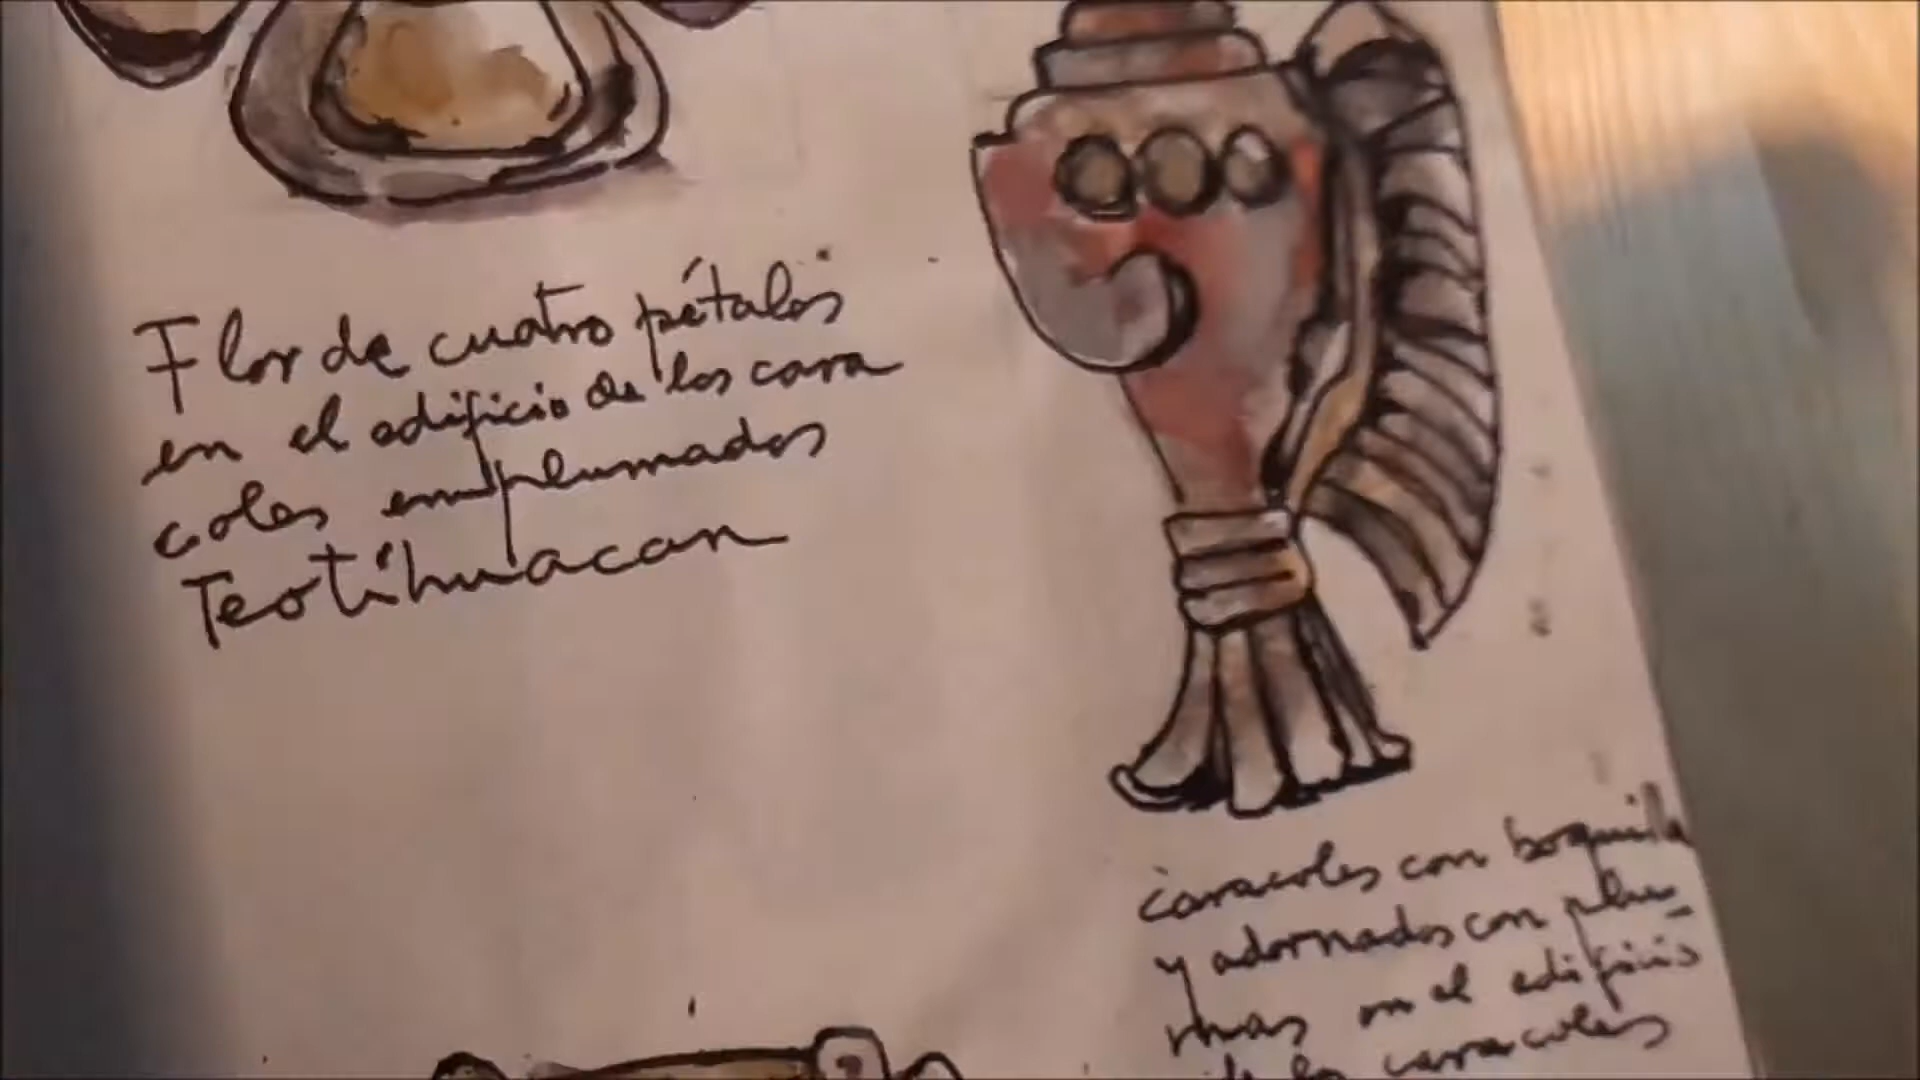 Flor de cuatro pétalos
en el edificio de los cara
coles emplumados
Teotihuacan
caracoles con boquilla
y adornados con plu-
mas en el edificio
de los caracoles